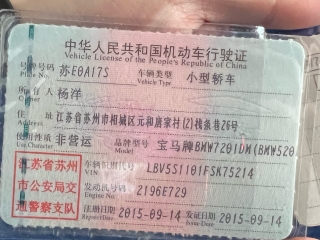 中华人民共和国机动车行驶证
Vehicle License of the People's Republic of China
号牌号码 苏E0A17S 车辆类型 小型轿车
Plate No. Vehicle Type
所有人 杨洋
Owner
住址 江苏省苏州市相城区元和唐家村(2)栈条巷26号
Address
使用性质 非营运 品牌型号 宝马牌BMW7201DM(BMW520
Use Character Model
江苏省苏州
市公安局交
通警察支队
车辆识别代号 LBV5S1101FSK75214
VIN
发动机号码 2196E729
Engine No.
注册日期 2015-09-14 发证日期 2015-09-14
Register Date Issue Date